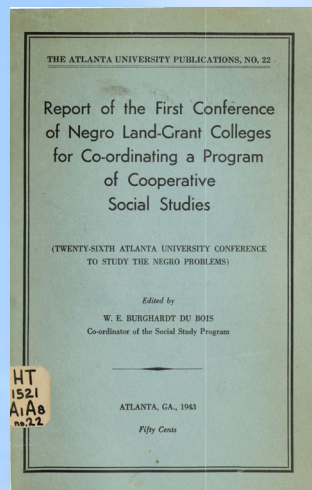 THE ATLANTA UNIVERSITY PUBLICATIONS, NO. 22
Report of the First Conference
of Negro Land-Grant Colleges
for Co-ordinating a Program
of Cooperative
Social Studies
(TWENTY-SIXTH ATLANTA UNIVERSITY CONFERENCE
TO STUDY THE NEGRO PROBLEMS)
Edited by
W. E. BURGHARDT DU BOIS
Co-ordinator of the Social Study Program
HT
1521
A1A8
no.22
ATLANTA, GA., 1943
Fifty Cents